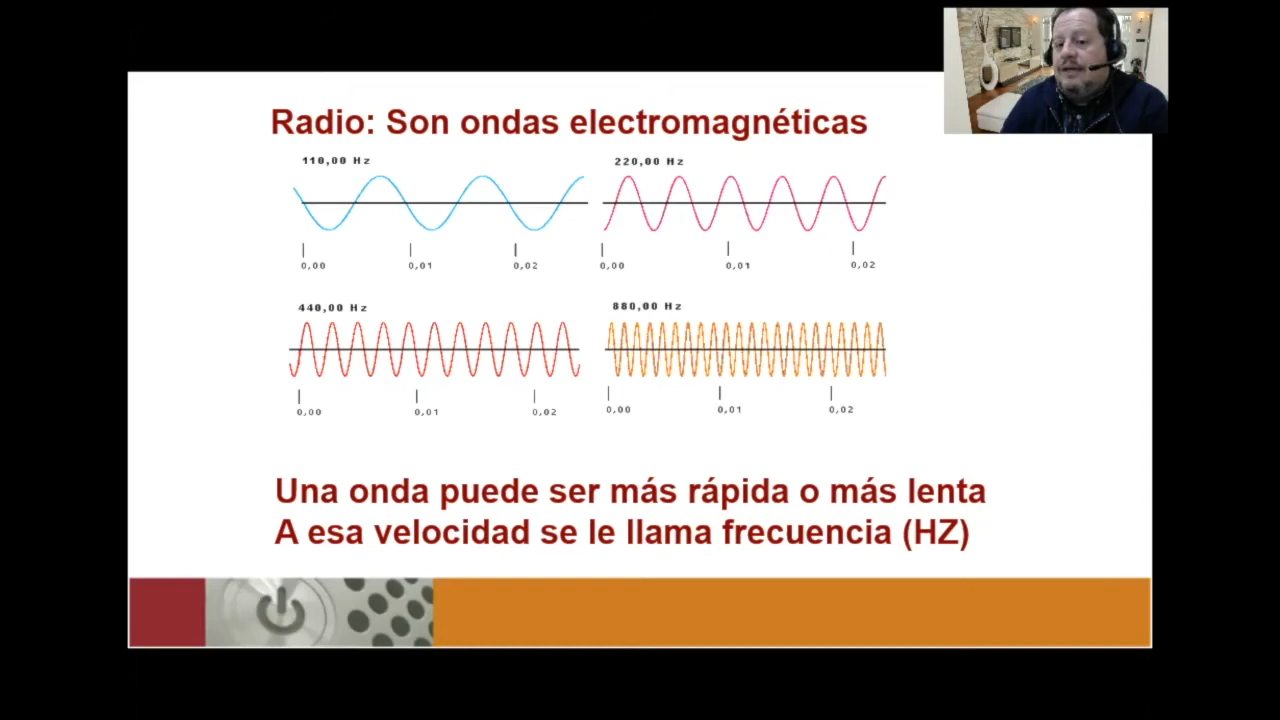 Radio: Son ondas electromagnéticas
110,00 Hz
220,00 Hz
0,00 0,01 0,02
0,00 0,01 0,02
440,00 Hz
880,00 Hz
0,00 0,01 0,02
0,00 0,01 0,02
Una onda puede ser más rápida o más lenta
A esa velocidad se le llama frecuencia (HZ)